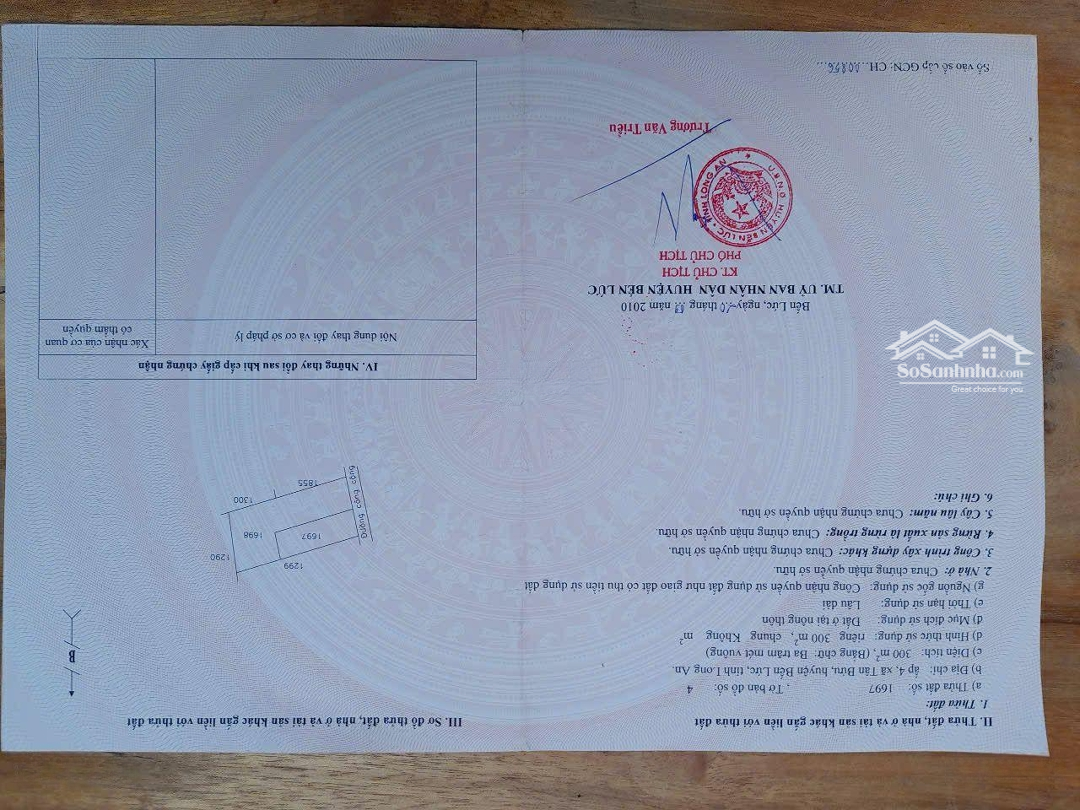 II. Thửa đất, nhà ở và tài sản khác gắn liền với thửa đất
1. Thửa đất:
a) Thửa đất số: 1697 . Tờ bản đồ số: 4
b) Địa chỉ: ấp 4, xã Tân Bửu, huyện Bến Lức, tỉnh Long An.
c) Diện tích: 300 m², (Bằng chữ: Ba trăm mét vuông)
d) Hình thức sử dụng: riêng 300 m², chung Không m²
đ) Mục đích sử dụng: Đất ở tại nông thôn
e) Thời hạn sử dụng: Lâu dài
g) Nguồn gốc sử dụng: Công nhận quyền sử dụng đất như giao đất có thu tiền sử dụng đất
2. Nhà ở: Chưa chứng nhận quyền sở hữu.
3. Công trình xây dựng khác: Chưa chứng nhận quyền sở hữu.
4. Rừng sản xuất là rừng trồng: Chưa chứng nhận quyền sở hữu.
5. Cây lâu năm: Chưa chứng nhận quyền sở hữu.
6. Ghi chú:
Bến Lức, ngày tháng năm 2010
TM. UỶ BAN NHÂN DÂN HUYỆN BẾN LỨC
KT. CHỦ TỊCH
PHÓ CHỦ TỊCH
U.B.N.D HUYỆN BẾN LỨC * TỈNH LONG AN
Trương Văn Triều
Số vào sổ cấp GCN: CH
III. Sơ đồ thửa đất, nhà ở và tài sản khác gắn liền với thửa đất
B
1299
1290
1697
1698
Đường công cộng
1300
1855
IV. Những thay đổi sau khi cấp giấy chứng nhận
Nội dung thay đổi và cơ sở pháp lý
Xác nhận của cơ quan
có thẩm quyền
SoSanhnha.com
Great choice for you